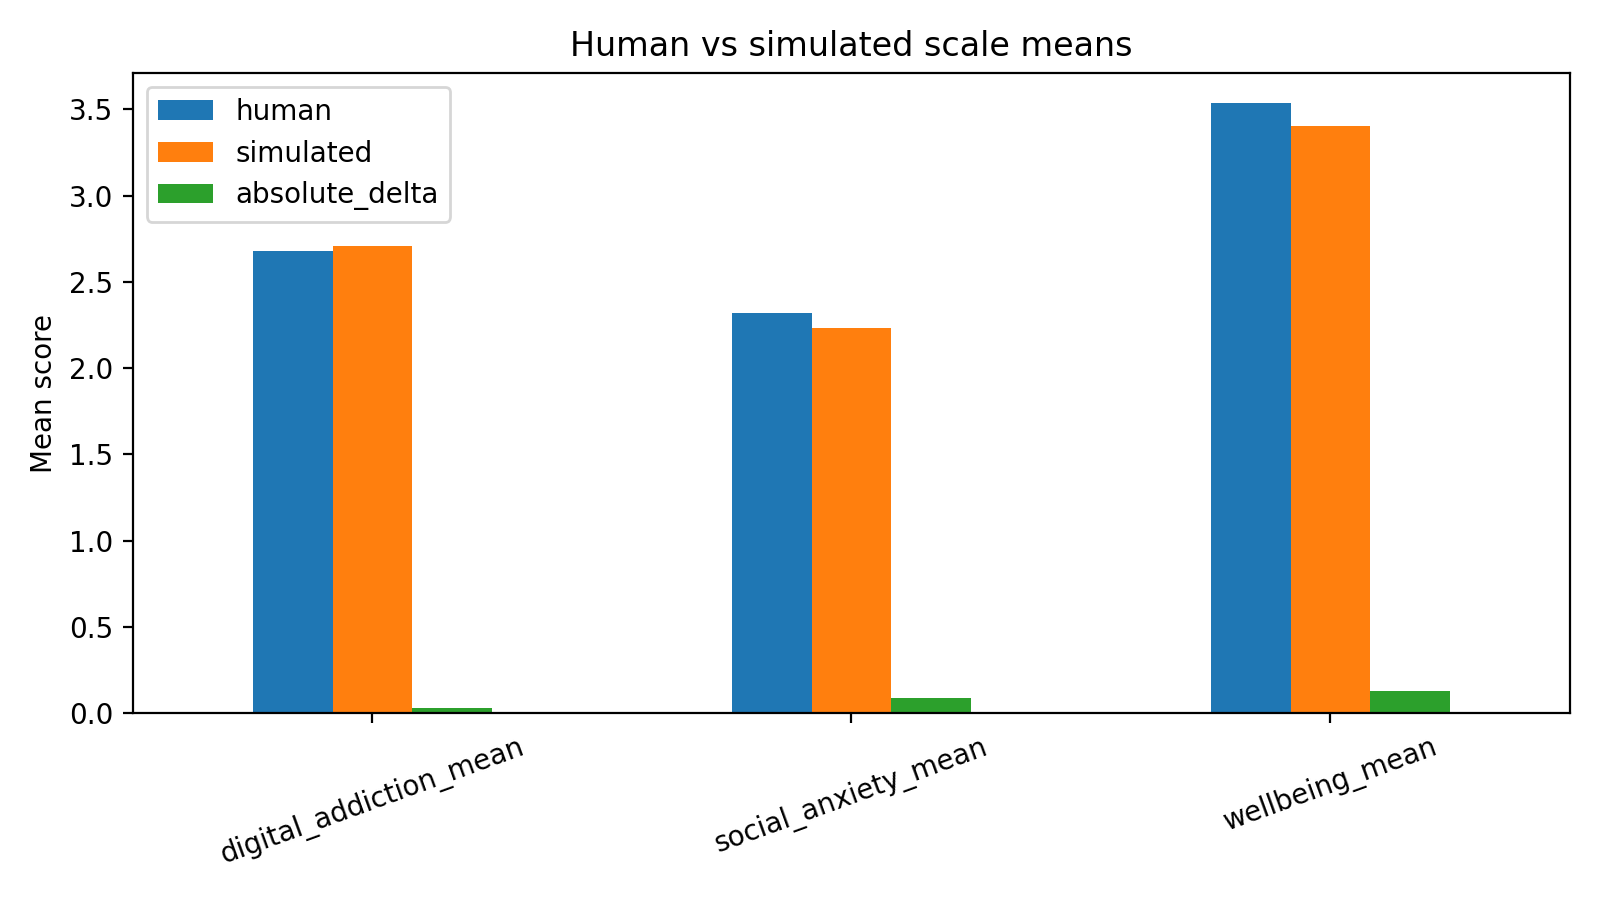 Human vs simulated scale means
human
simulated
absolute_delta
Mean score
3.5
3.0
2.5
2.0
1.5
1.0
0.5
0.0
digital_addiction_mean
social_anxiety_mean
wellbeing_mean